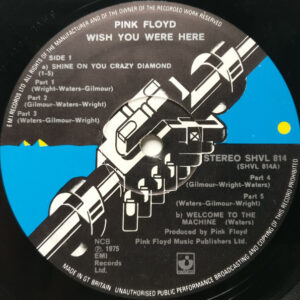 ALL RIGHTS OF THE MANUFACTURER AND OF THE OWNER OF THE RECORDED WORK RESERVED
UNAUTHORISED PUBLIC PERFORMANCE BROADCASTING AND COPYING OF THIS RECORD PROHIBITED
MADE IN GT BRITAIN
EMI RECORDS LTD
PINK FLOYD
WISH YOU WERE HERE
SIDE 1
a) SHINE ON YOU CRAZY DIAMOND
(1-5)
Part 1
(Wright-Waters-Gilmour)
Part 2
(Gilmour-Waters-Wright)
Part 3
(Waters-Gilmour-Wright)
STEREO SHVL 814
(SHVL 814A)
Part 4
(Gilmour-Wright-Waters)
Part 5
(Waters-Gilmour-Wright)
b) WELCOME TO THE
MACHINE (Waters)
Produced by Pink Floyd
Pink Floyd Music Publishers Ltd.
NCB
℗ 1975
EMI
Records
Ltd.